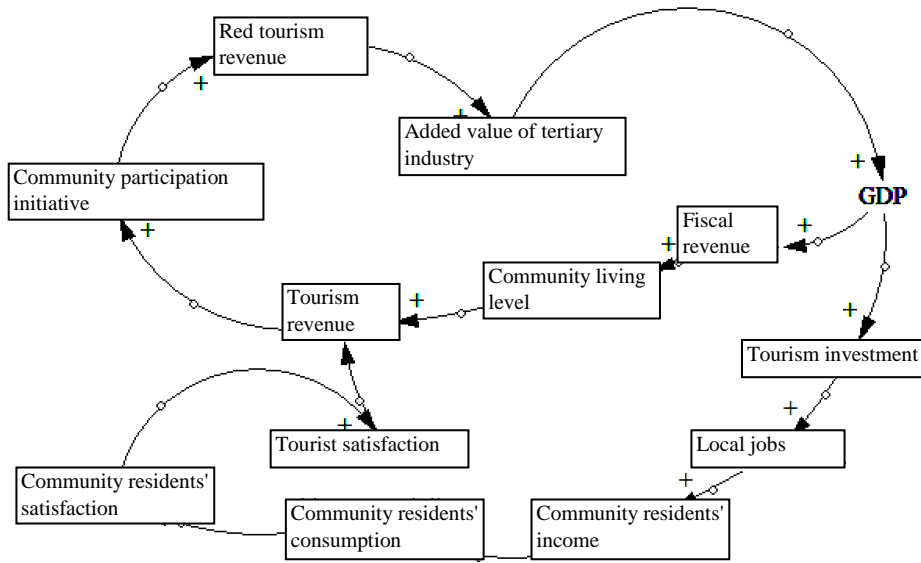 Red tourism
revenue
+
+
Added value of tertiary
industry
+
GDP
Community participation
initiative
+
Fiscal
revenue
+
+
Community living
level
+
Tourism
revenue
+
Tourism investment
+
Local jobs
+
Tourist satisfaction
+
Community residents'
satisfaction
Community residents'
consumption
Community residents'
income